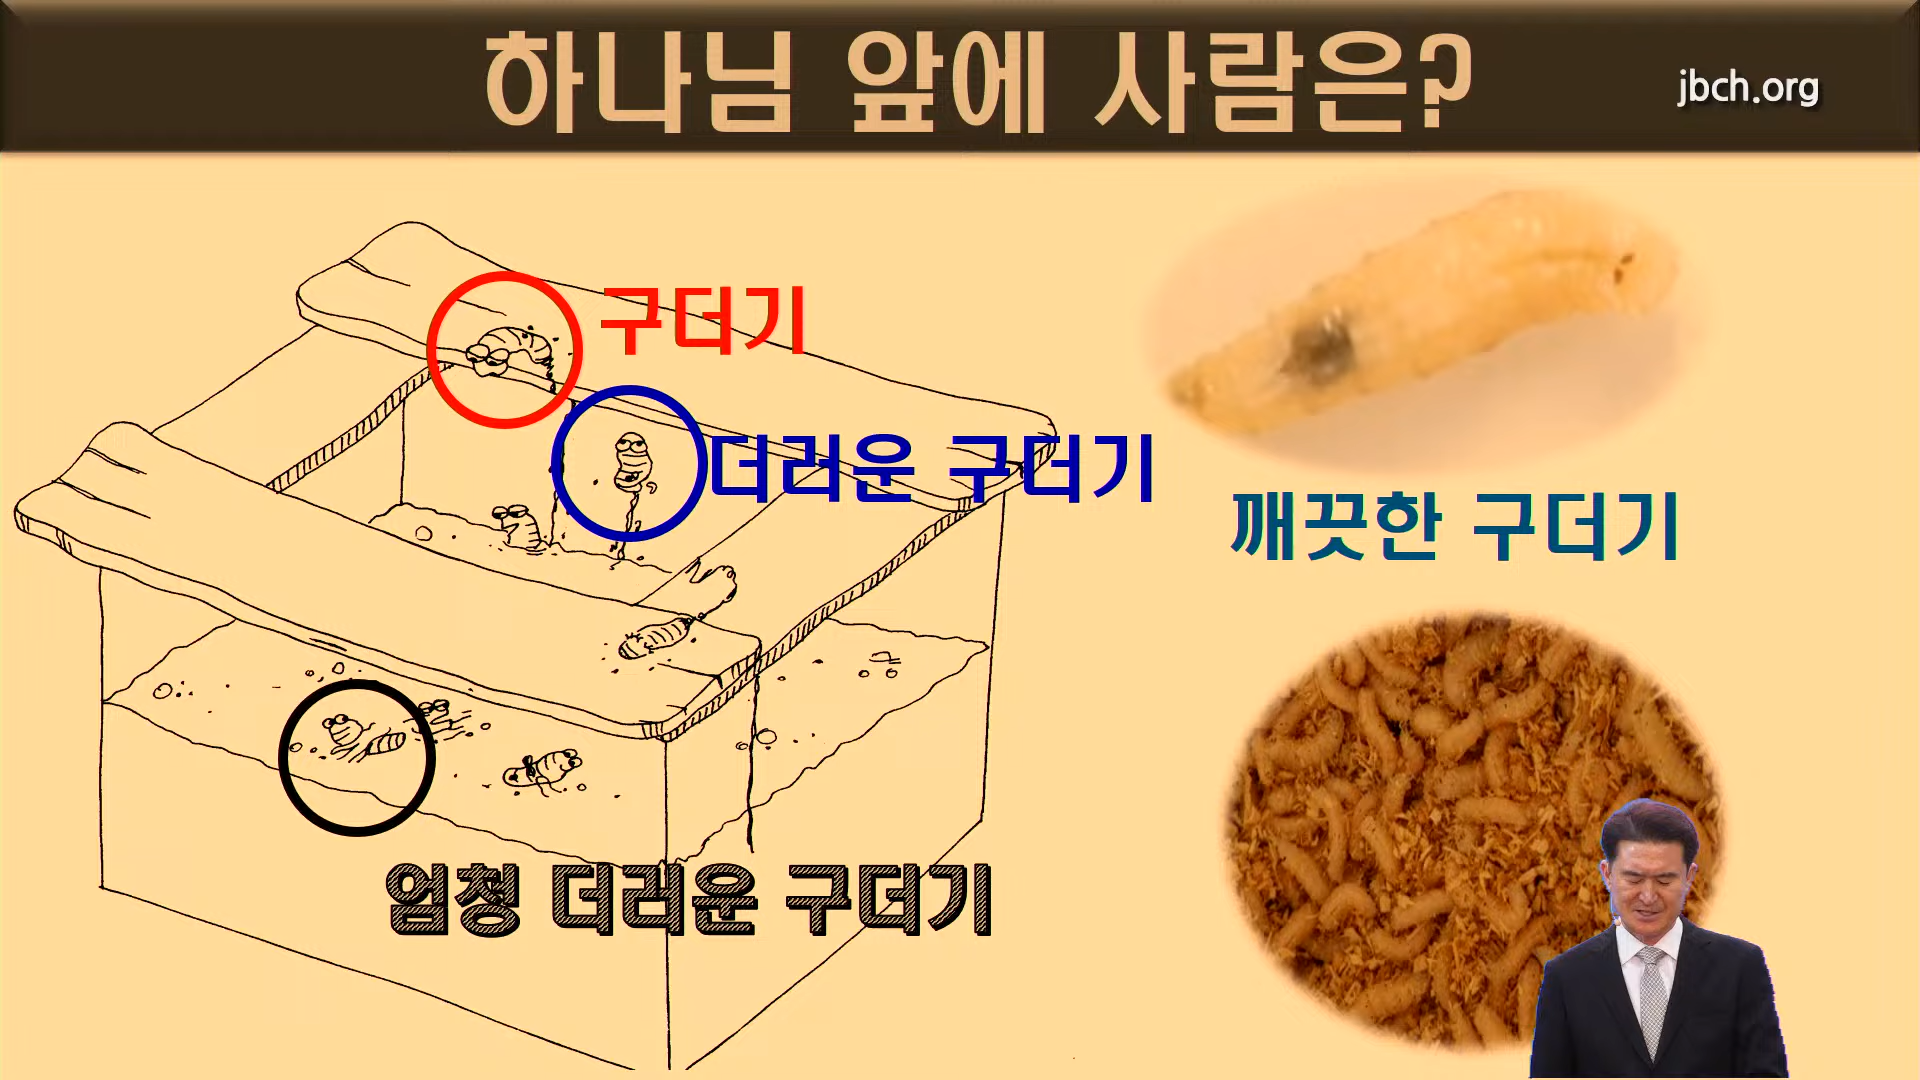 하나님 앞에 사람은?
jbch.org
구더기
더러운 구더기
깨끗한 구더기
엄청 더러운 구더기